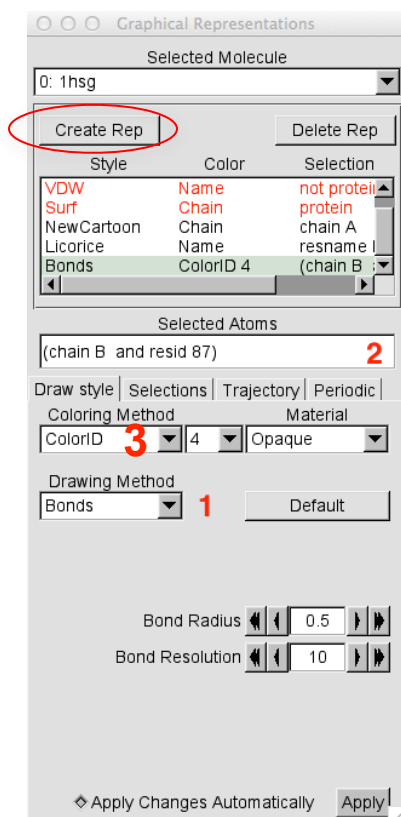 Graphical Representations
Selected Molecule
0: 1hsg
Create Rep Delete Rep
Style Color Selection
VDW Name not protei
Surf Chain protein
NewCartoon Chain chain A
Licorice Name resname
Bonds ColorID 4 (chain B
Selected Atoms
(chain B and resid 87) 2
Draw style Selections Trajectory Periodic
Coloring Method Material
ColorID 3 4 Opaque
Drawing Method
Bonds 1 Default
Bond Radius 0.5
Bond Resolution 10
Apply Changes Automatically Apply